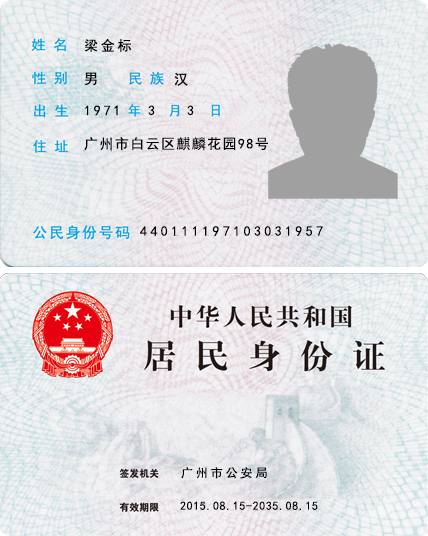 姓名 梁金标
性别 男 民族 汉
出生 1971 年 3 月 3 日
住址 广州市白云区麒麟花园98号
公民身份号码 440111197103031957
中华人民共和国
居民身份证
签发机关 广州市公安局
有效期限 2015.08.15-2035.08.15